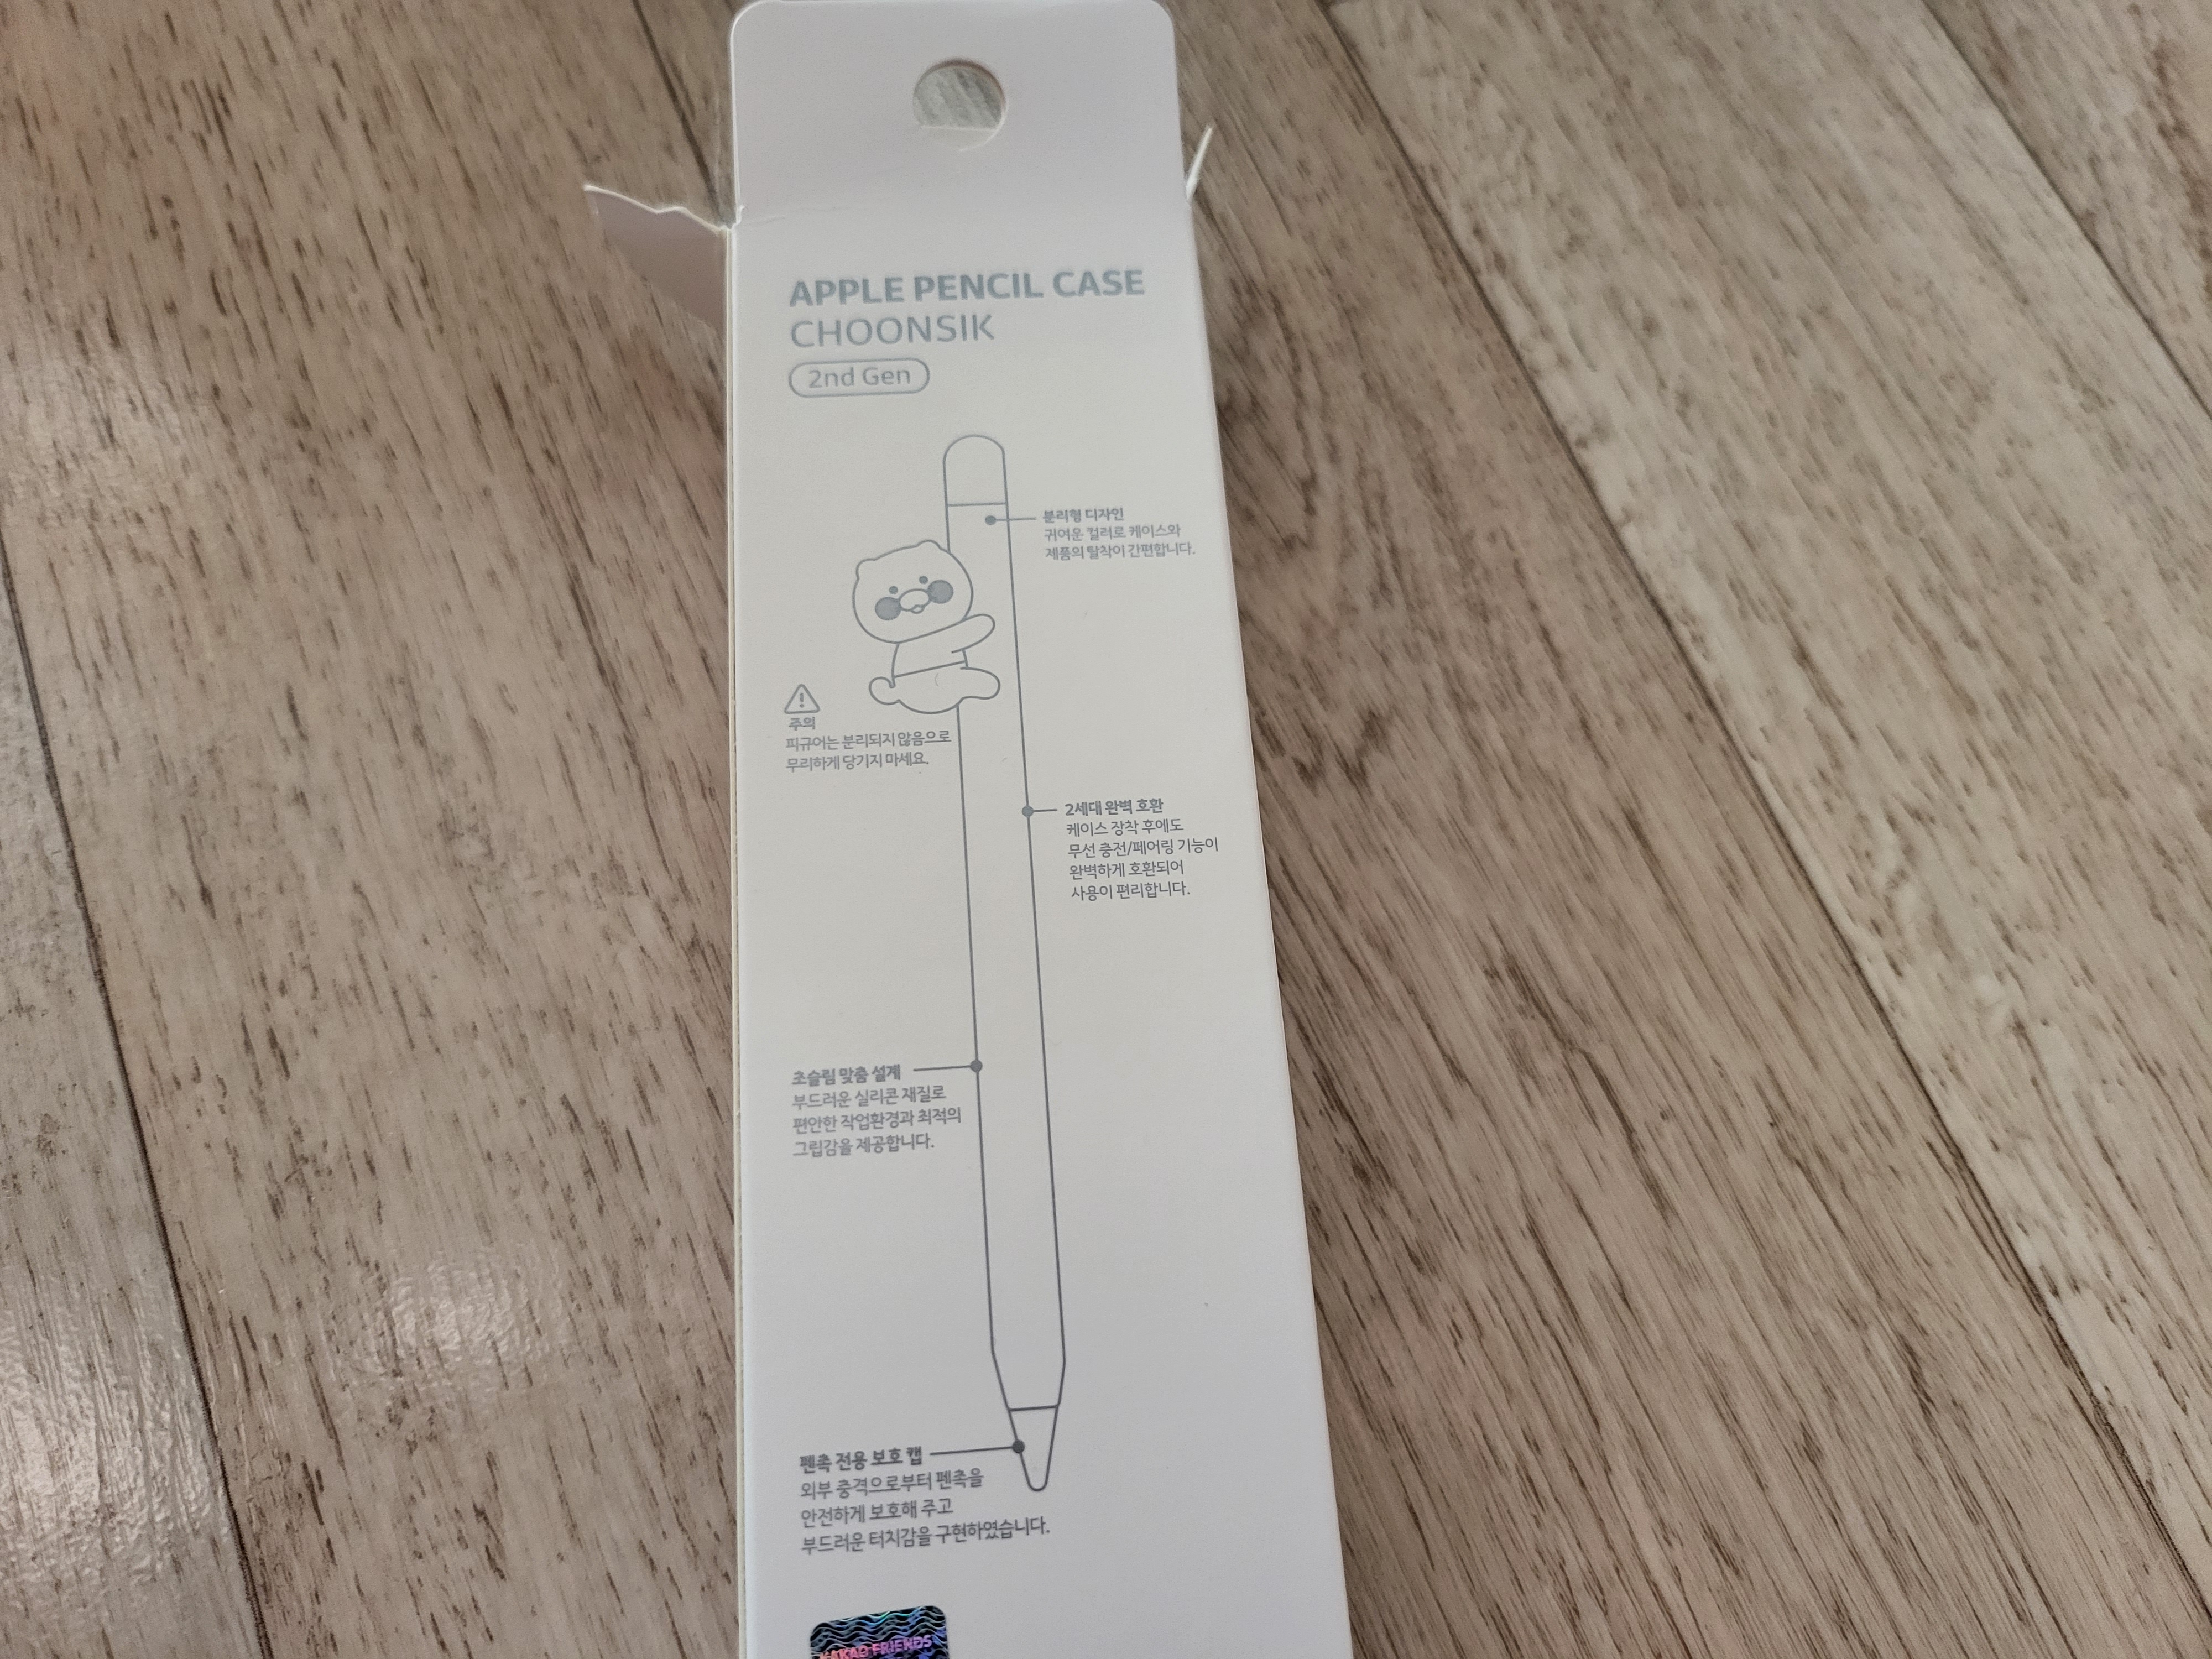 APPLE PENCIL CASE
CHOONSIK
2nd Gen
분리형 디자인
귀여운 컬러로 케이스와
제품의 탈착이 간편합니다.
주의
피규어는 분리되지 않음으로
무리하게 당기지 마세요.
2세대 완벽 호환
케이스 장착 후에도
무선 충전/페어링 기능이
완벽하게 호환되어
사용이 편리합니다.
초슬림 맞춤 설계
부드러운 실리콘 재질로
편안한 작업환경과 최적의
그립감을 제공합니다.
펜촉 전용 보호 캡
외부 충격으로부터 펜촉을
안전하게 보호해 주고
부드러운 터치감을 구현하였습니다.
KAKAO FRIENDS